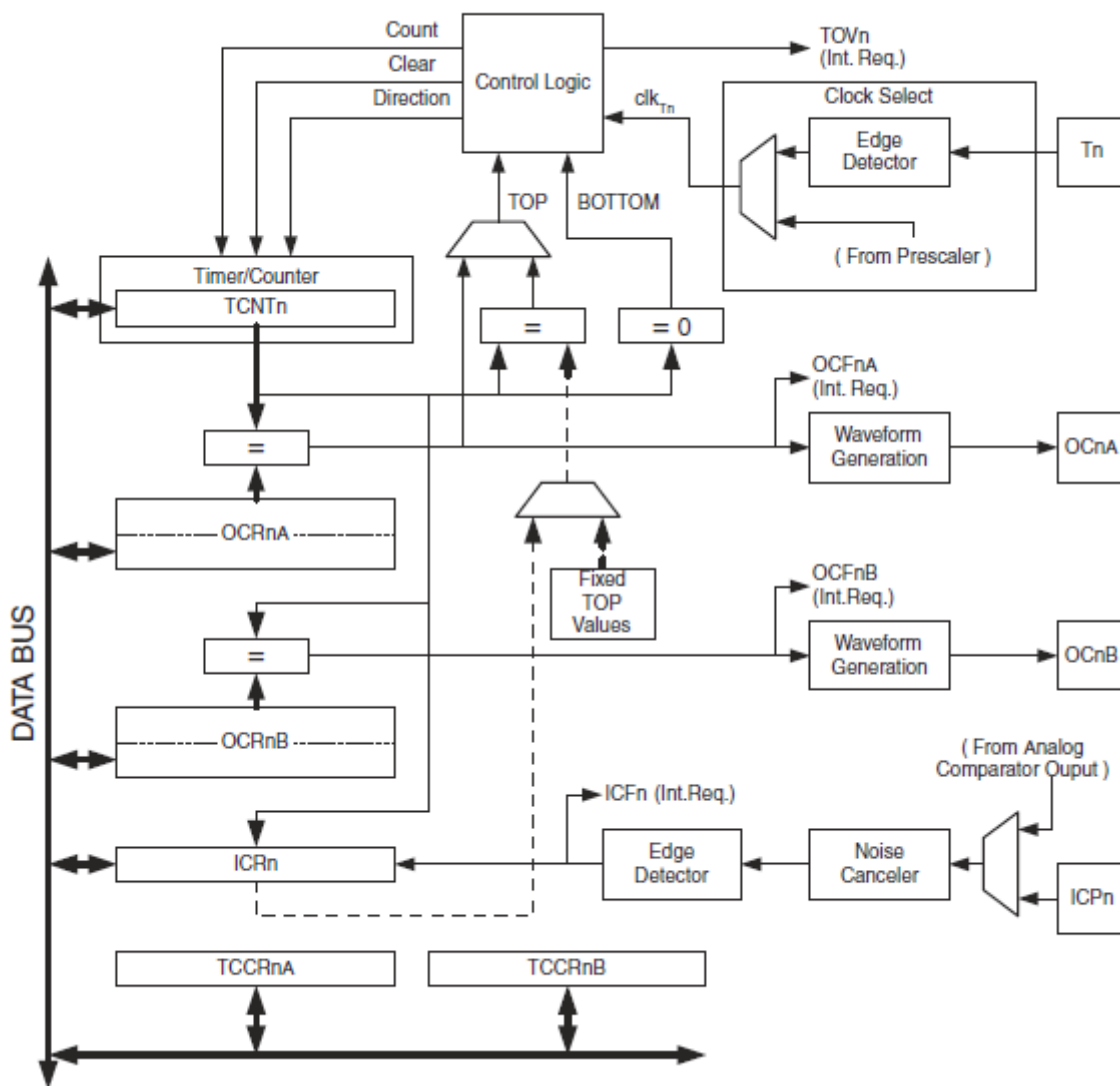 Count
Clear
Direction
Control Logic
TOVn
(Int. Req.)
clkTn
Clock Select
Edge
Detector
Tn
TOP
BOTTOM
( From Prescaler )
Timer/Counter
TCNTn
=
= 0
OCFnA
(Int. Req.)
=
Waveform
Generation
OCnA
OCRnA
Fixed
TOP
Values
OCFnB
(Int.Req.)
=
Waveform
Generation
OCnB
DATA BUS
OCRnB
( From Analog
Comparator Ouput )
ICFn (Int.Req.)
ICRn
Edge
Detector
Noise
Canceler
ICPn
TCCRnA
TCCRnB